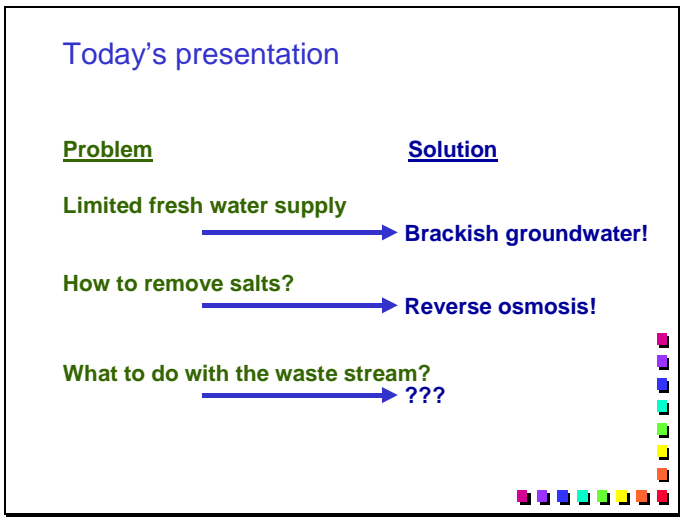 Today's presentation
Problem
Solution
Limited fresh water supply
Brackish groundwater!
How to remove salts?
Reverse osmosis!
What to do with the waste stream?
???